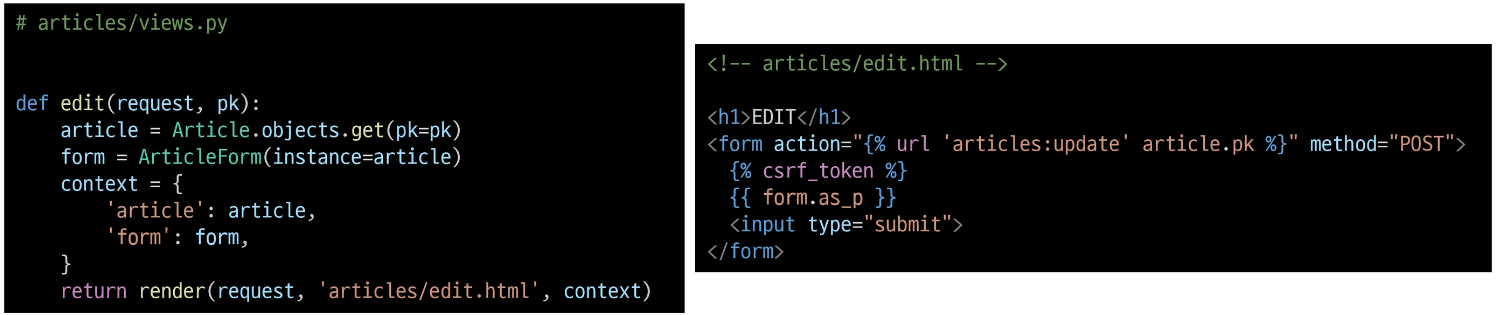 # articles/views.py
def edit(request, pk):
    article = Article.objects.get(pk=pk)
    form = ArticleForm(instance=article)
    context = {
        'article': article,
        'form': form,
    }
    return render(request, 'articles/edit.html', context)
<!-- articles/edit.html -->
<h1>EDIT</h1>
<form action="{% url 'articles:update' article.pk %}" method="POST">
  {% csrf_token %}
  {{ form.as_p }}
  <input type="submit">
</form>